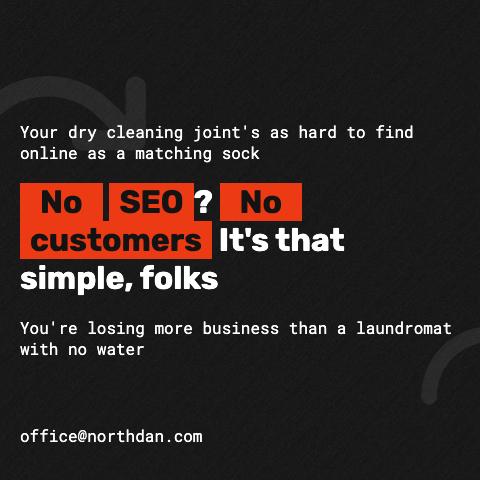 Your dry cleaning joint's as hard to find
online as a matching sock
No SEO? No
customers It's that
simple, folks
You're losing more business than a laundromat
with no water
office@northdan.com